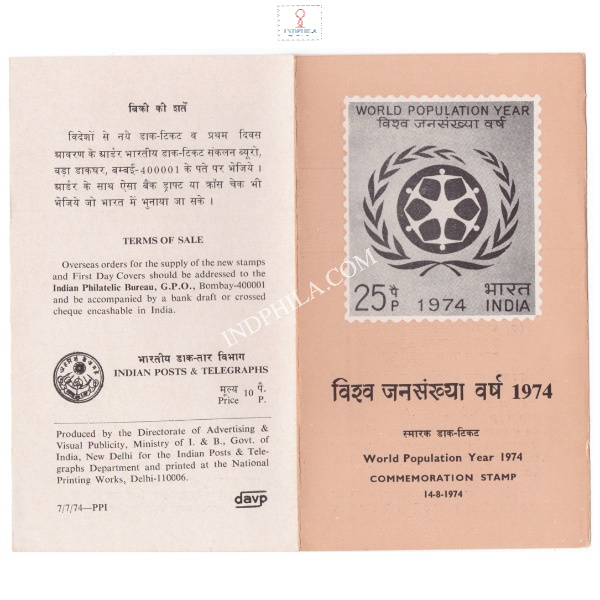 INDPHILA
बिक्री की शर्तें
विदेशों से नये डाक-टिकट व प्रथम दिवस
आवरण के आर्डर भारतीय डाक-टिकट संकलन ब्यूरो,
बड़ा डाकघर, बम्बई-400001 के पते पर भेजिये ।
आर्डर के साथ ऐसा बैंक ड्राफ्ट या क्रॉस चेक भी
भेजिये जो भारत में भुनाया जा सके ।
TERMS OF SALE
Overseas orders for the supply of the new stamps
and First Day Covers should be addressed to the
Indian Philatelic Bureau, G.P.O., Bombay-400001
and be accompanied by a bank draft or crossed
cheque encashable in India.
भारतीय डाक-तार विभाग
INDIAN POSTS & TELEGRAPHS
मूल्य 10 पै.
Price P.
Produced by the Directorate of Advertising &
Visual Publicity, Ministry of I. & B., Govt. of
India, New Delhi for the Indian Posts & Tele-
graphs Department and printed at the National
Printing Works, Delhi-110006.
davp
7/7/74—PPI
WORLD POPULATION YEAR
विश्व जनसंख्या वर्ष
25 पै P 1974 भारत INDIA
विश्व जनसंख्या वर्ष 1974
स्मारक डाक-टिकट
World Population Year 1974
COMMEMORATION STAMP
14-8-1974
INDPHILA.COM